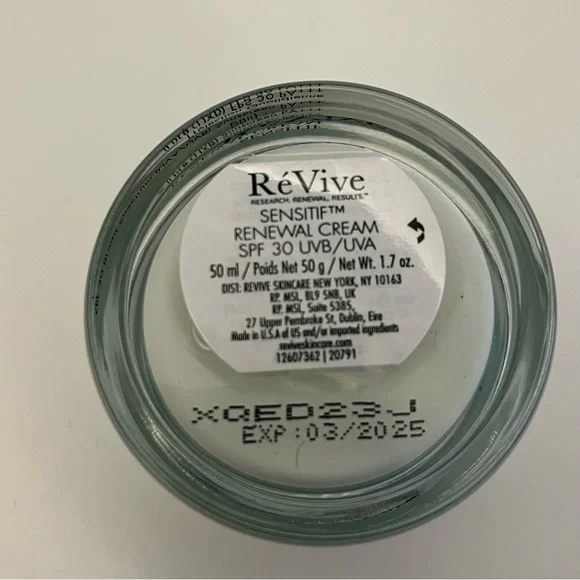 RéVive
RESEARCH. RENEWAL. RESULTS.™
SENSITIF™
RENEWAL CREAM
SPF 30 UVB/UVA
50 ml / Poids Net 50 g / Net Wt. 1.7 oz.
DIST: REVIVE SKINCARE NEW YORK, NY 10163
RP, MSL, BL9 5NB, UK
RP, MSL, Suite 5385,
27 Upper Pembroke St, Dublin, Eire
Made in U.S.A of US and/or imported ingredients
reviveskincare.com
12607362 | 20791
XQED23J
EXP:03/2025